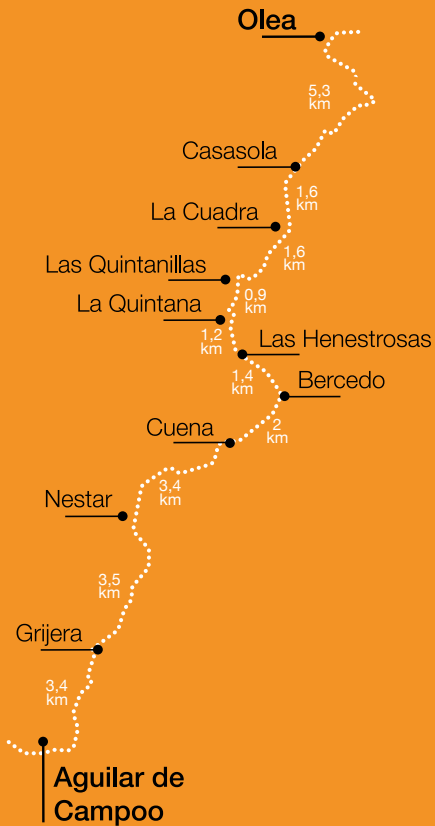 Olea
5,3
km
Casasola
1,6
km
La Cuadra
1,6
km
Las Quintanillas
0,9
km
La Quintana
1,2
km
Las Henestrosas
1,4
km
Bercedo
2
km
Cuena
3,4
km
Nestar
3,5
km
Grijera
3,4
km
Aguilar de
Campoo